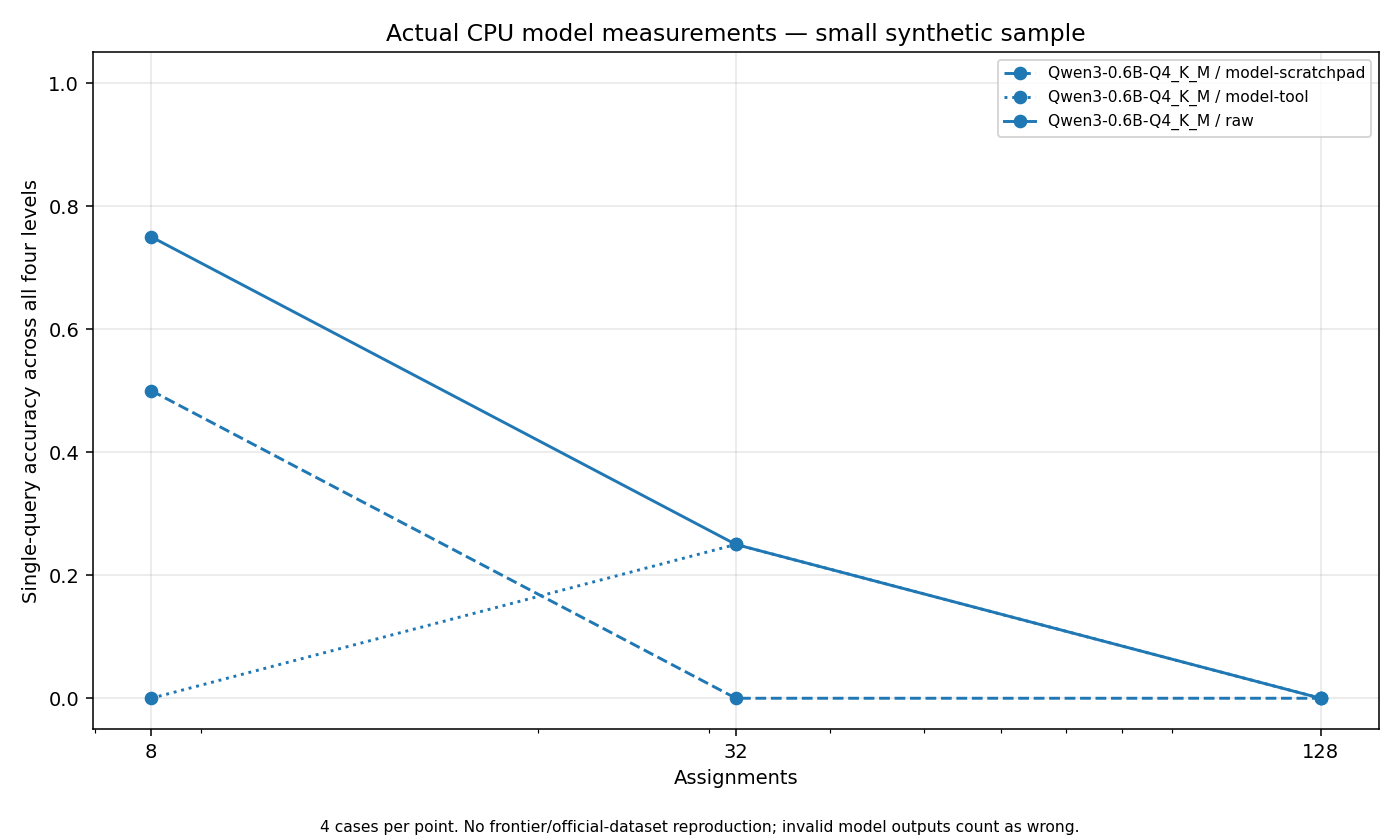 Actual CPU model measurements — small synthetic sample
Single-query accuracy across all four levels
1.0
0.8
0.6
0.4
0.2
0.0
Qwen3-0.6B-Q4_K_M / model-scratchpad
Qwen3-0.6B-Q4_K_M / model-tool
Qwen3-0.6B-Q4_K_M / raw
8 32 128
Assignments
4 cases per point. No frontier/official-dataset reproduction; invalid model outputs count as wrong.